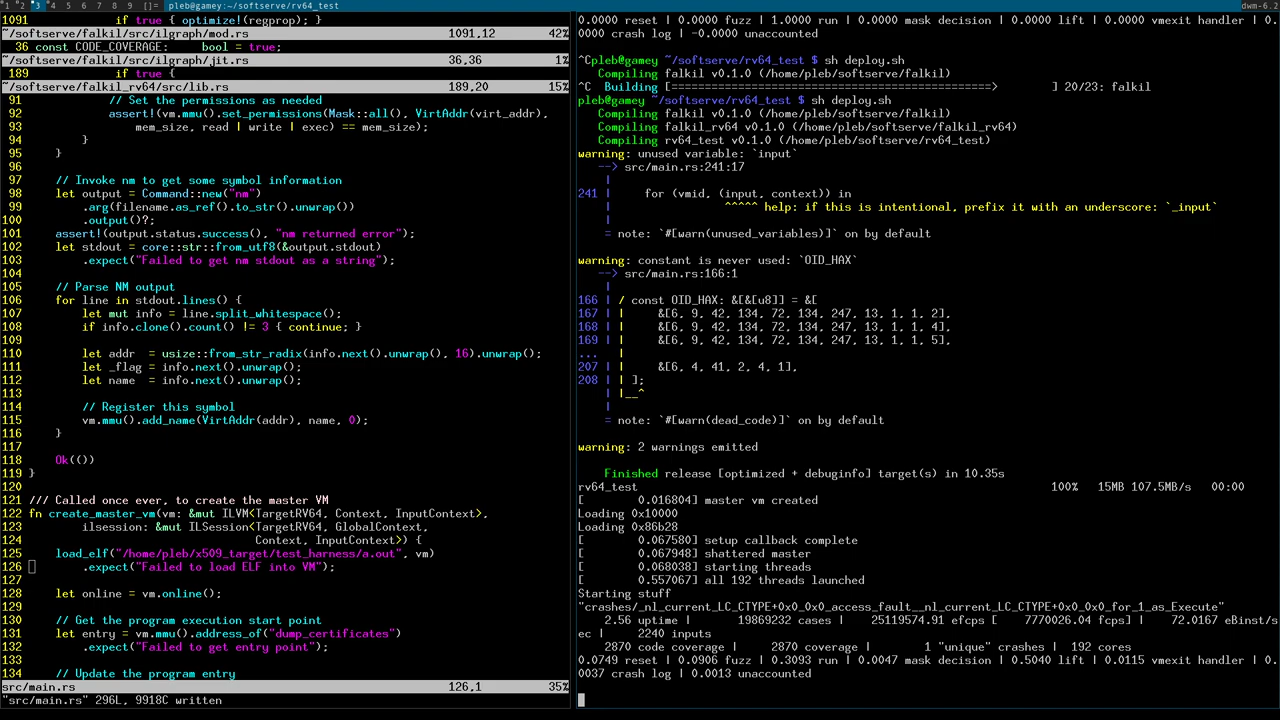 1 2 3 4 5 6 7 8 9 []= pleb@gamey:~/softserve/rv64_test dwm-6.2
1091 if true { optimize!(regprop); }
~/softserve/falkil/src/ilgraph/mod.rs 1091,12 42%
36 const CODE_COVERAGE: bool = true;
~/softserve/falkil/src/ilgraph/jit.rs 36,36 1%
189 if true {
~/softserve/falkil_rv64/src/lib.rs 189,20 15%
91 // Set the permissions as needed
92 assert!(vm.mmu().set_permissions(Mask::all(), VirtAddr(virt_addr),
93 mem_size, read | write | exec) == mem_size);
94 }
95 }
96
97 // Invoke nm to get some symbol information
98 let output = Command::new("nm")
99 .arg(filename.as_ref().to_str().unwrap())
100 .output()?;
101 assert!(output.status.success(), "nm returned error");
102 let stdout = core::str::from_utf8(&output.stdout)
103 .expect("Failed to get nm stdout as a string");
104
105 // Parse NM output
106 for line in stdout.lines() {
107 let mut info = line.split_whitespace();
108 if info.clone().count() != 3 { continue; }
109
110 let addr = usize::from_str_radix(info.next().unwrap(), 16).unwrap();
111 let _flag = info.next().unwrap();
112 let name = info.next().unwrap();
113
114 // Register this symbol
115 vm.mmu().add_name(VirtAddr(addr), name, 0);
116 }
117
118 Ok(())
119 }
120
121 /// Called once ever, to create the master VM
122 fn create_master_vm(vm: &mut ILVM<TargetRV64, Context, InputContext>,
123 ilsession: &mut ILSession<TargetRV64, GlobalContext,
124 Context, InputContext>) {
125 load_elf("/home/pleb/x509_target/test_harness/a.out", vm)
126 .expect("Failed to load ELF into VM");
127
128 let online = vm.online();
129
130 // Get the program execution start point
131 let entry = vm.mmu().address_of("dump_certificates")
132 .expect("Failed to get entry point");
133
134 // Update the program entry
src/main.rs 126,1 35%
"src/main.rs" 296L, 9918C written
0.0000 reset | 0.0000 fuzz | 1.0000 run | 0.0000 mask decision | 0.0000 lift | 0.0000 vmexit handler | 0.
0000 crash log | -0.0000 unaccounted
^Cpleb@gamey ~/softserve/rv64_test $ sh deploy.sh
Compiling falkil v0.1.0 (/home/pleb/softserve/falkil)
^C Building [=================================================> ] 20/23: falkil
pleb@gamey ~/softserve/rv64_test $ sh deploy.sh
Compiling falkil v0.1.0 (/home/pleb/softserve/falkil)
Compiling falkil_rv64 v0.1.0 (/home/pleb/softserve/falkil_rv64)
Compiling rv64_test v0.1.0 (/home/pleb/softserve/rv64_test)
warning: unused variable: `input`
--> src/main.rs:241:17
|
241 | for (vmid, (input, context)) in
| ^^^^^ help: if this is intentional, prefix it with an underscore: `_input`
|
= note: `#[warn(unused_variables)]` on by default
warning: constant is never used: `OID_HAX`
--> src/main.rs:166:1
|
166 | / const OID_HAX: &[&[u8]] = &[
167 | | &[6, 9, 42, 134, 72, 134, 247, 13, 1, 1, 2],
168 | | &[6, 9, 42, 134, 72, 134, 247, 13, 1, 1, 4],
169 | | &[6, 9, 42, 134, 72, 134, 247, 13, 1, 1, 5],
... |
207 | | &[6, 4, 41, 2, 4, 1],
208 | | ];
| |__^
|
= note: `#[warn(dead_code)]` on by default
warning: 2 warnings emitted
Finished release [optimized + debuginfo] target(s) in 10.35s
rv64_test 100% 15MB 107.5MB/s 00:00
[ 0.016804] master vm created
Loading 0x10000
Loading 0x86b28
[ 0.067580] setup callback complete
[ 0.067948] shattered master
[ 0.068038] starting threads
[ 0.557067] all 192 threads launched
Starting stuff
"crashes/_nl_current_LC_CTYPE+0x0_0x0_access_fault__nl_current_LC_CTYPE+0x0_0x0_for_1_as_Execute"
2.56 uptime | 19869232 cases | 25119574.91 efcps [ 7770026.04 fcps] | 72.0167 eBinst/s
ec | 2240 inputs
2870 code coverage | 2870 coverage | 1 "unique" crashes | 192 cores
0.0749 reset | 0.0906 fuzz | 0.3093 run | 0.0047 mask decision | 0.5040 lift | 0.0115 vmexit handler | 0.
0037 crash log | 0.0013 unaccounted